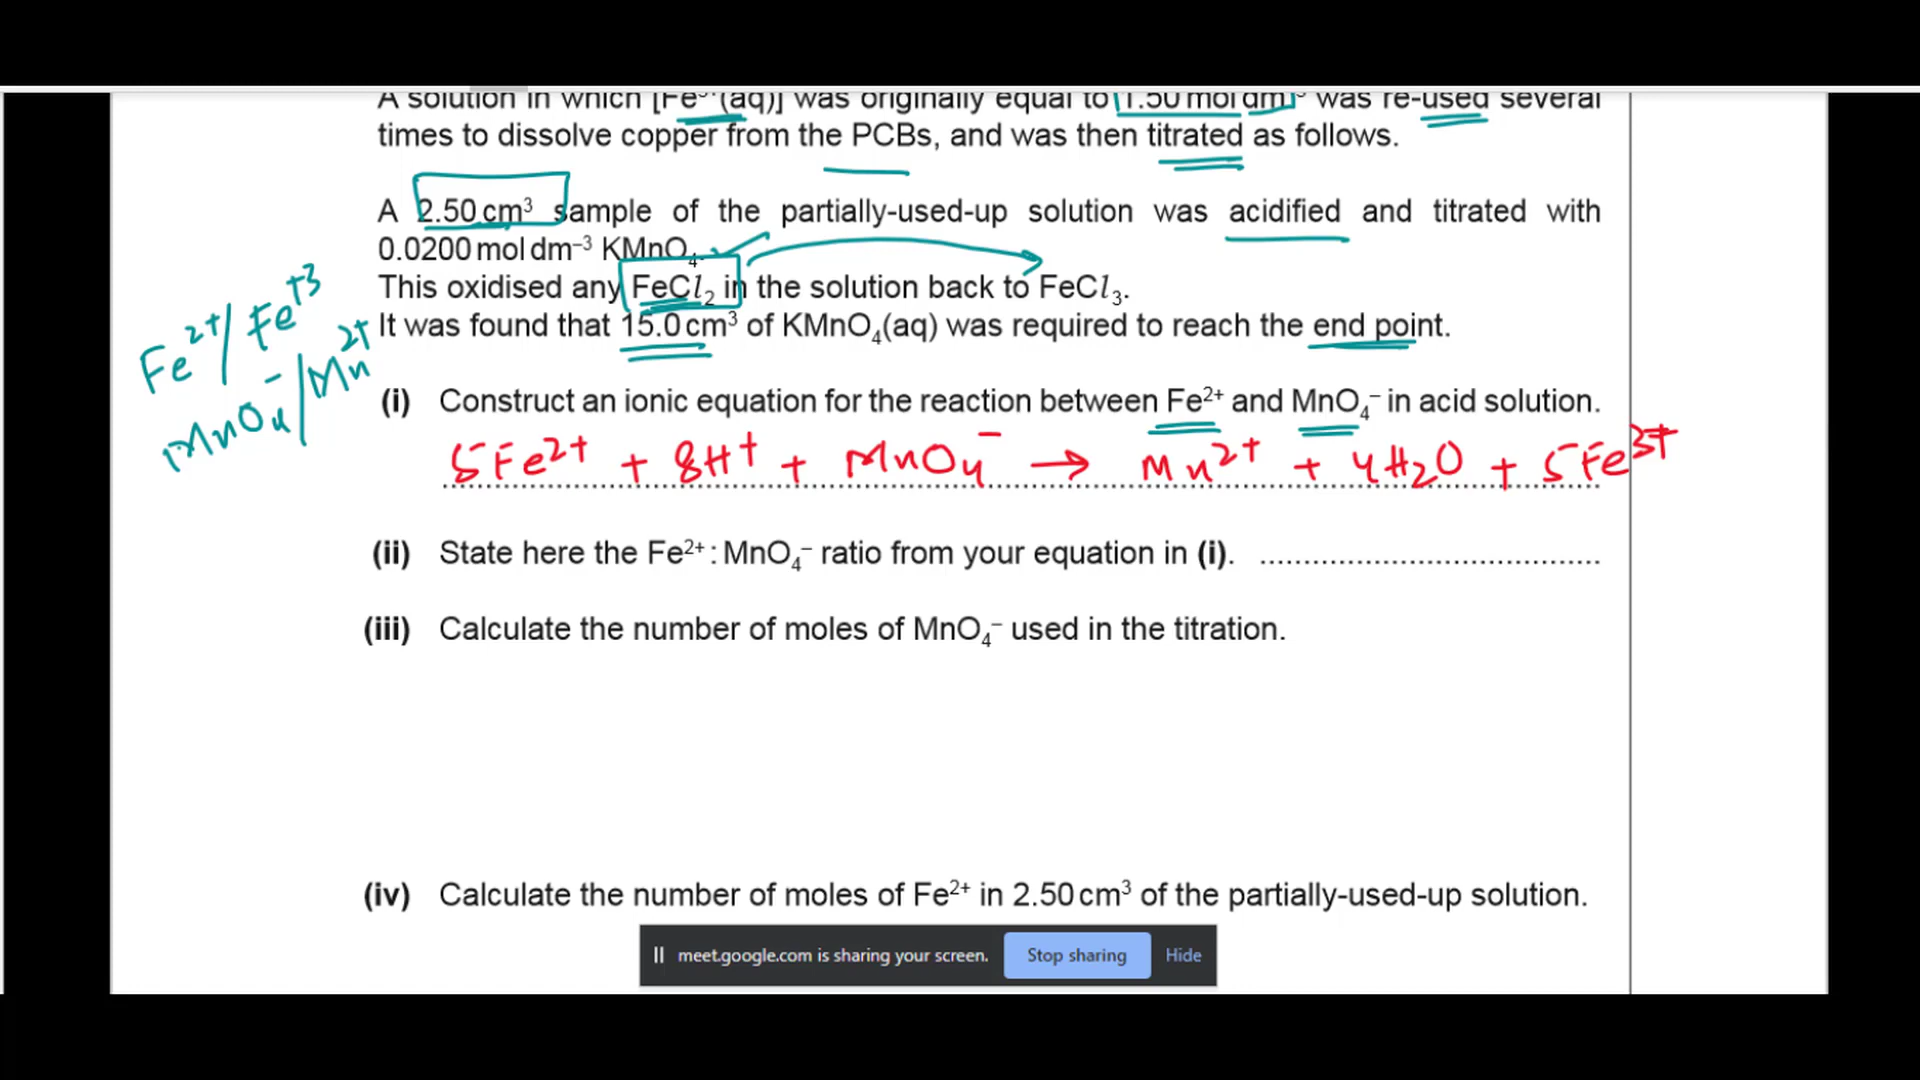 A solution in which [Fe³⁺(aq)] was originally equal to 1.50 mol dm⁻³ was re-used several
times to dissolve copper from the PCBs, and was then titrated as follows.
A 2.50 cm³ sample of the partially-used-up solution was acidified and titrated with
0.0200 mol dm⁻³ KMnO₄.
This oxidised any FeCl₂ in the solution back to FeCl₃.
It was found that 15.0 cm³ of KMnO₄(aq) was required to reach the end point.
Fe²⁺/Fe⁺³
MnO₄⁻/Mn²⁺
(i) Construct an ionic equation for the reaction between Fe²⁺ and MnO₄⁻ in acid solution.
5Fe²⁺ + 8H⁺ + MnO₄⁻ → Mn²⁺ + 4H₂O + 5Fe³⁺
(ii) State here the Fe²⁺ : MnO₄⁻ ratio from your equation in (i). ........................................
(iii) Calculate the number of moles of MnO₄⁻ used in the titration.
(iv) Calculate the number of moles of Fe²⁺ in 2.50 cm³ of the partially-used-up solution.
meet.google.com is sharing your screen. Stop sharing Hide